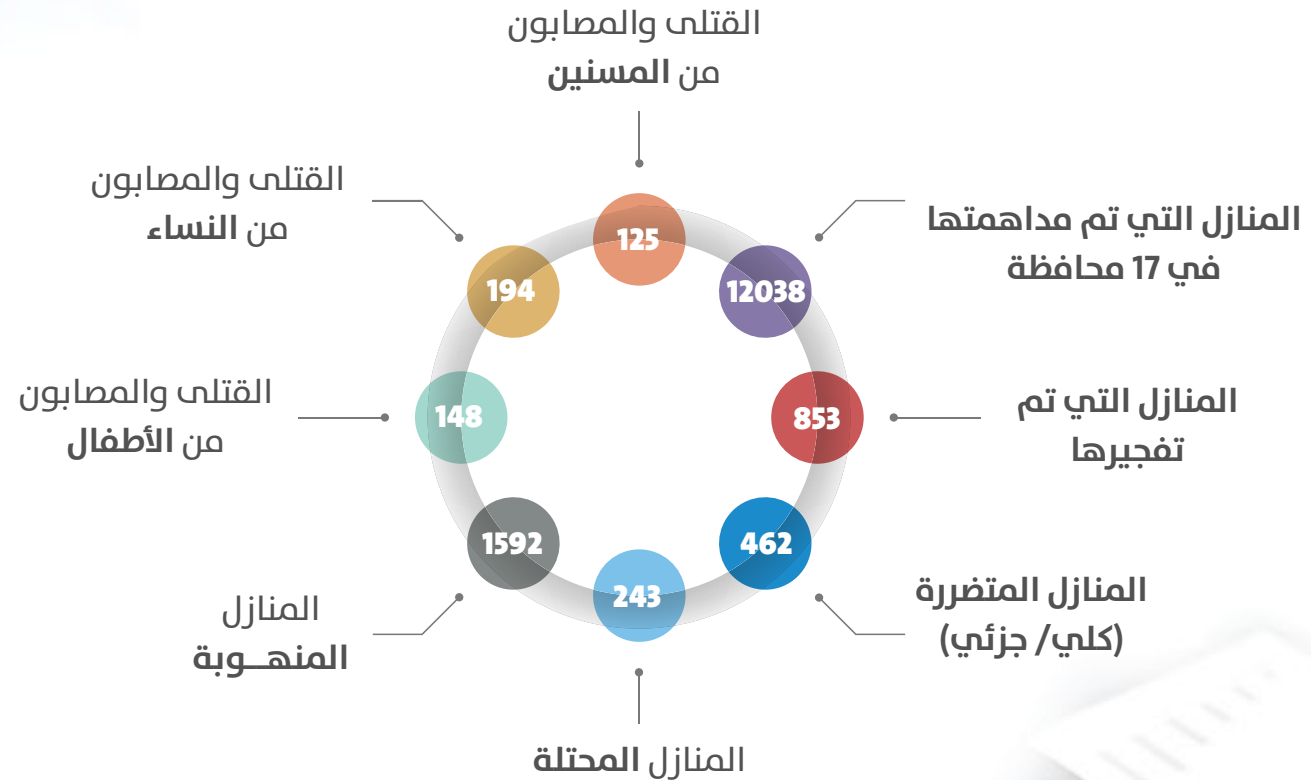 القتلى والمصابون
من المسنين
125
المنازل التي تم مداهمتها
في 17 محافظة
12038
المنازل التي تم
تفجيرها
853
المنازل المتضررة
(كلي/ جزئي)
462
المنازل المحتلة
243
المنازل
المنهــوبة
1592
القتلى والمصابون
من الأطفال
148
القتلى والمصابون
من النساء
194